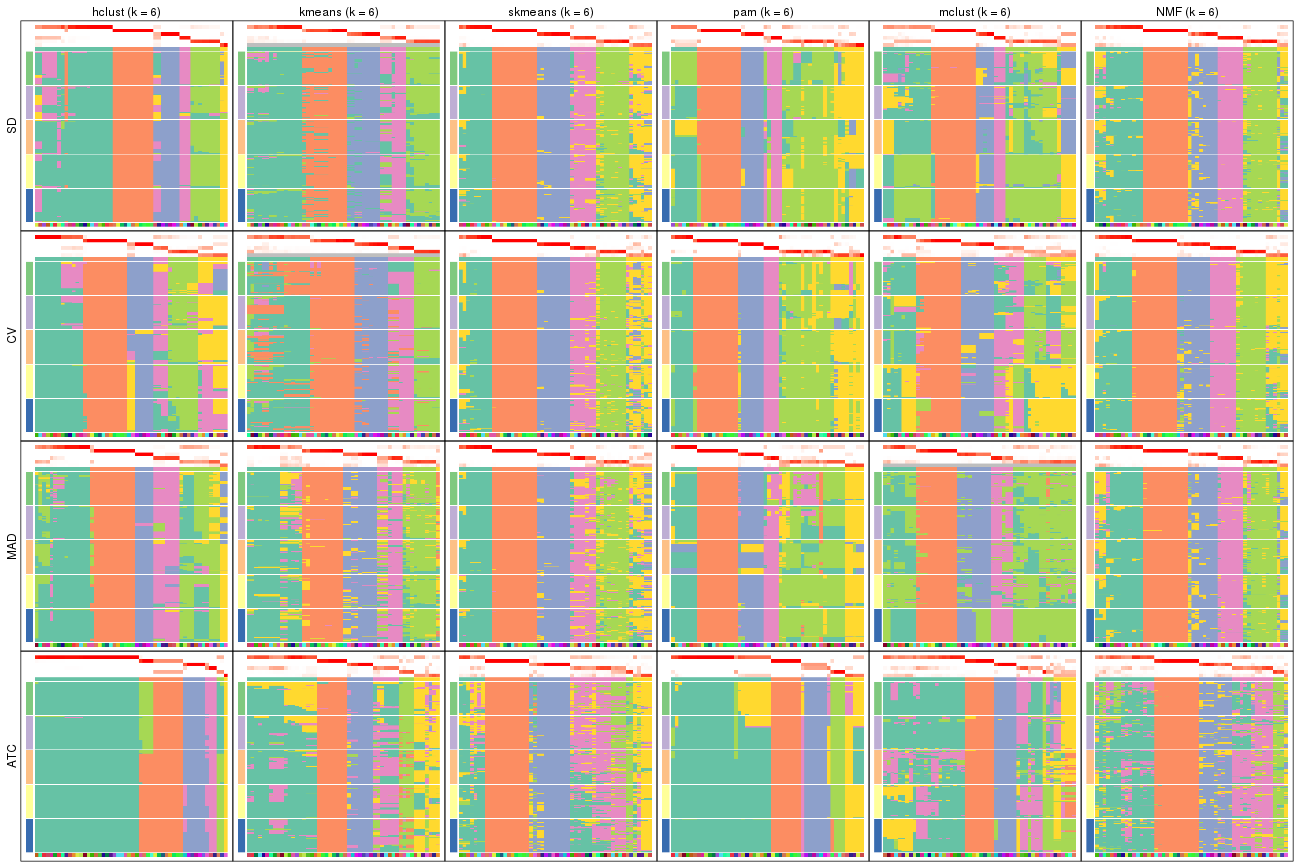 hclust (k = 6) kmeans (k = 6) skmeans (k = 6) pam (k = 6) mclust (k = 6) NMF (k = 6)
SD
CV
MAD
ATC